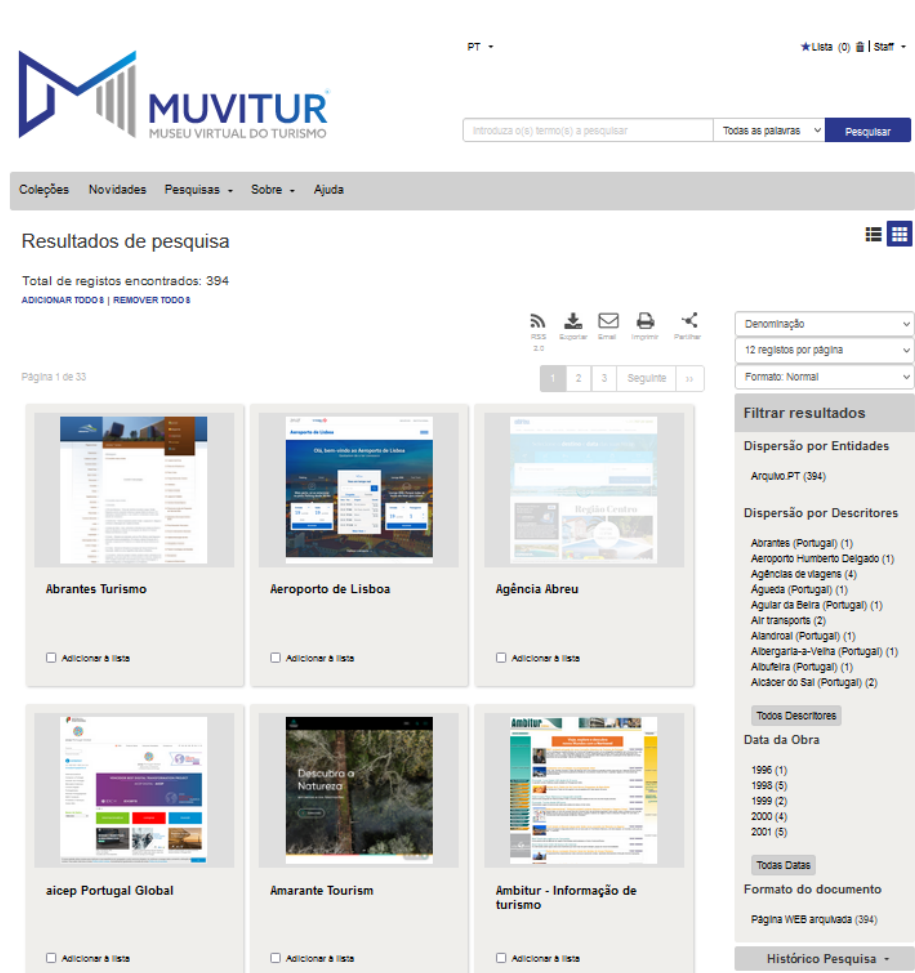 PT
Lista (0) | Staff
MUVITUR
MUSEU VIRTUAL DO TURISMO
Introduza o(s) termo(s) a pesquisar
Todas as palavras
Pesquisar
Coleções Novidades Pesquisas Sobre Ajuda
Resultados de pesquisa
Total de registos encontrados: 394
ADICIONAR TODOS | REMOVER TODOS
RSS 2.0
Exportar
Email
Imprimir
Partilhar
Página 1 de 33
1 2 3 Seguinte »
Denominação
12 registos por página
Formato: Normal
Abrantes Turismo
Adicionar à lista
Aeroporto de Lisboa
Olá, bem-vindo ao Aeroporto de Lisboa
Aeroporto de Lisboa
Adicionar à lista
Região Centro
Agência Abreu
Adicionar à lista
aicep Portugal Global
Adicionar à lista
Descubra a
Natureza
Amarante Tourism
Adicionar à lista
Ambitur
Ambitur - Informação de
turismo
Adicionar à lista
Filtrar resultados
Dispersão por Entidades
Arquivo.PT (394)
Dispersão por Descritores
Abrantes (Portugal) (1)
Aeroporto Humberto Delgado (1)
Agências de viagens (4)
Águeda (Portugal) (1)
Aguiar da Beira (Portugal) (1)
Air transports (2)
Alandroal (Portugal) (1)
Albergaria-a-Velha (Portugal) (1)
Albufeira (Portugal) (1)
Alcácer do Sal (Portugal) (2)
Todos Descritores
Data da Obra
1996 (1)
1998 (5)
1999 (2)
2000 (4)
2001 (5)
Todas Datas
Formato do documento
Página WEB arquivada (394)
Histórico Pesquisa